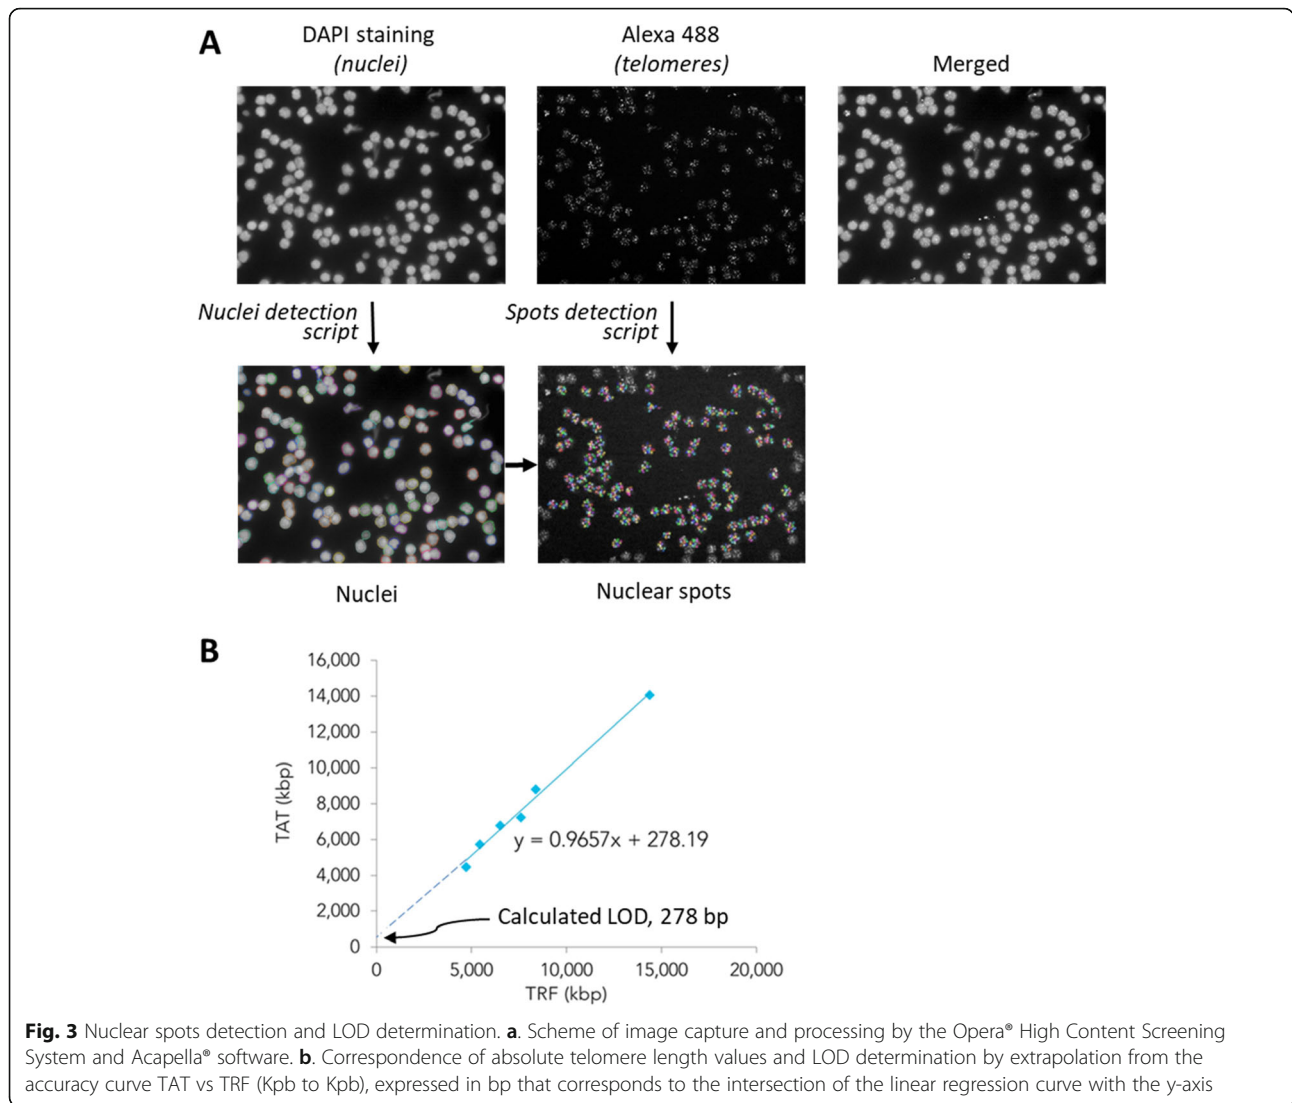 A
DAPI staining
(nuclei)
Alexa 488
(telomeres)
Merged
Nuclei detection
script
Spots detection
script
Nuclei
Nuclear spots
B
16,000
14,000
12,000
10,000
8,000
6,000
4,000
2,000
0
TAT (kbp)
y = 0.9657x + 278.19
Calculated LOD, 278 bp
0
5,000
10,000
15,000
20,000
TRF (kbp)
Fig. 3 Nuclear spots detection and LOD determination. a. Scheme of image capture and processing by the Opera® High Content Screening
System and Acapella® software. b. Correspondence of absolute telomere length values and LOD determination by extrapolation from the
accuracy curve TAT vs TRF (Kpb to Kpb), expressed in bp that corresponds to the intersection of the linear regression curve with the y-axis